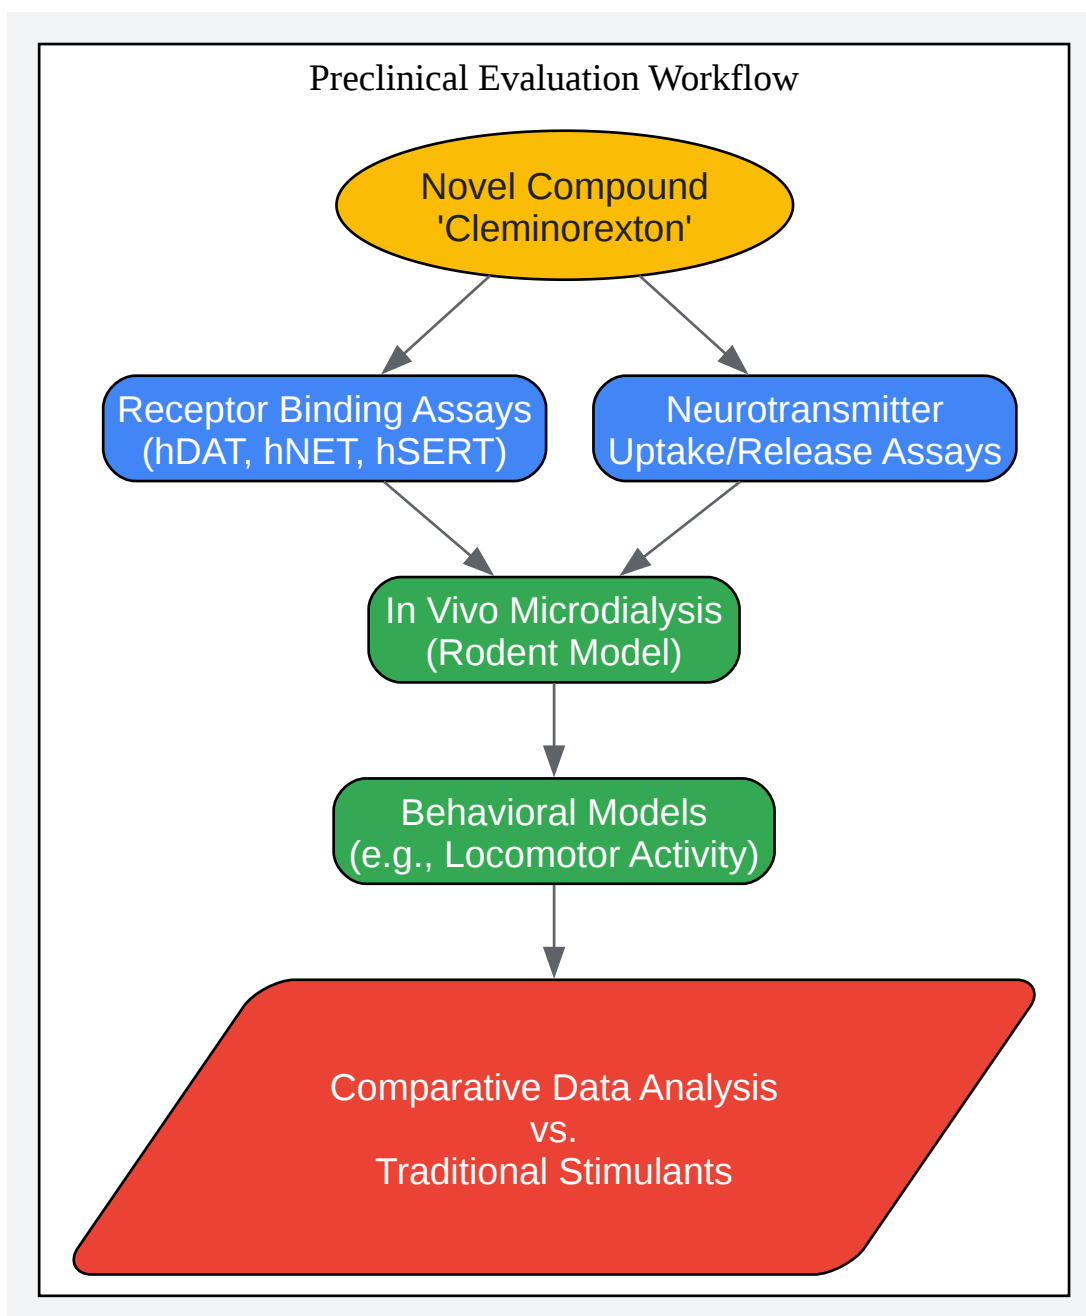 Preclinical Evaluation Workflow
Novel Compound
'Cleminorexton'
Receptor Binding Assays
(hDAT, hNET, hSERT)
Neurotransmitter
Uptake/Release Assays
In Vivo Microdialysis
(Rodent Model)
Behavioral Models
(e.g., Locomotor Activity)
Comparative Data Analysis
vs.
Traditional Stimulants